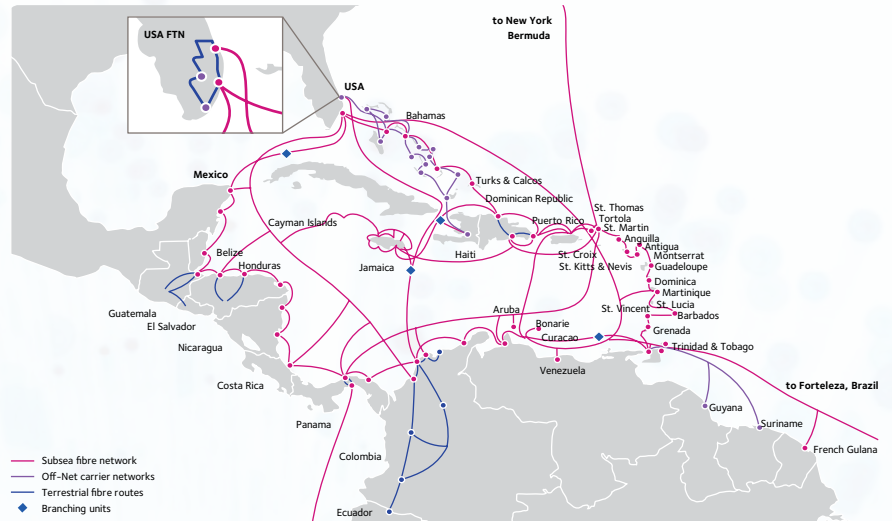 to New York
Bermuda
USA FTN
USA
Bahamas
Mexico
Turks & Calcos
Dominican Republic
St. Thomas
Tortola
Cayman Islands
Puerto Rico
St. Martin
Anguilla
Antigua
Belize
Haiti
St. Croix
Montserrat
Honduras
Jamaica
St. Kitts & Nevis
Guadeloupe
Dominica
Martinique
Guatemala
Aruba
St. Vincent
St. Lucia
Barbados
El Salvador
Bonarie
Grenada
Nicaragua
Curacao
Trinidad & Tobago
Venezuela
Costa Rica
to Forteleza, Brazil
Guyana
Panama
Suriname
French Gulana
Colombia
Subsea fibre network
Off-Net carrier networks
Terrestrial fibre routes
Branching units
Ecuador